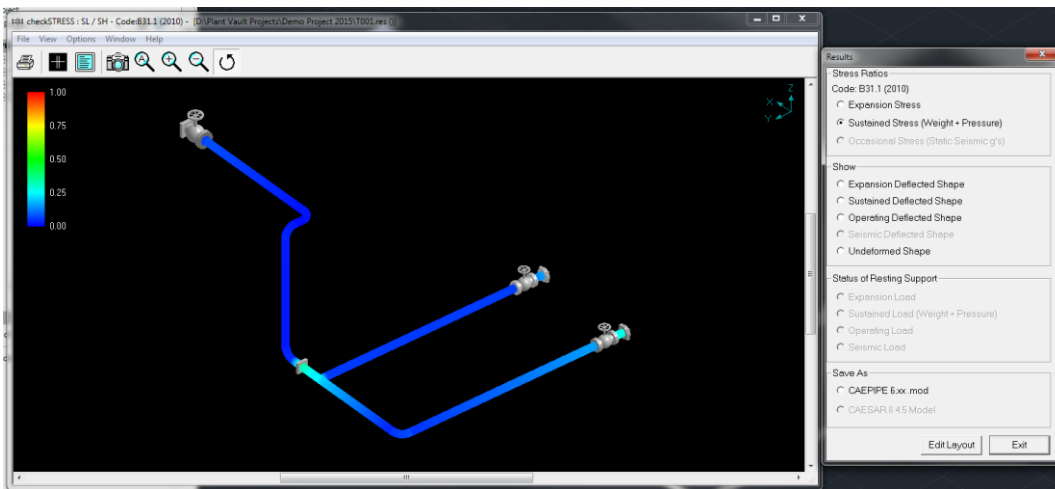 checkSTRESS : SL / SH - Code:B31.1 (2010) - [D:\Plant Vault Projects\Demo Project 2015\T001.res ()]
File View Options Window Help
1.00
0.75
0.50
0.25
0.00
Z
X
Y
Results
Stress Ratios
Code: B31.1 (2010)
Expansion Stress
Sustained Stress (Weight + Pressure)
Occasional Stress (Static Seismic g's)
Show
Expansion Deflected Shape
Sustained Deflected Shape
Operating Deflected Shape
Seismic Deflected Shape
Undeformed Shape
Status of Resting Support
Expansion Load
Sustained Load (Weight + Pressure)
Operating Load
Seismic Load
Save As
CAEPIPE 6.xx .mod
CAESAR II 4.5 Model
Edit Layout Exit